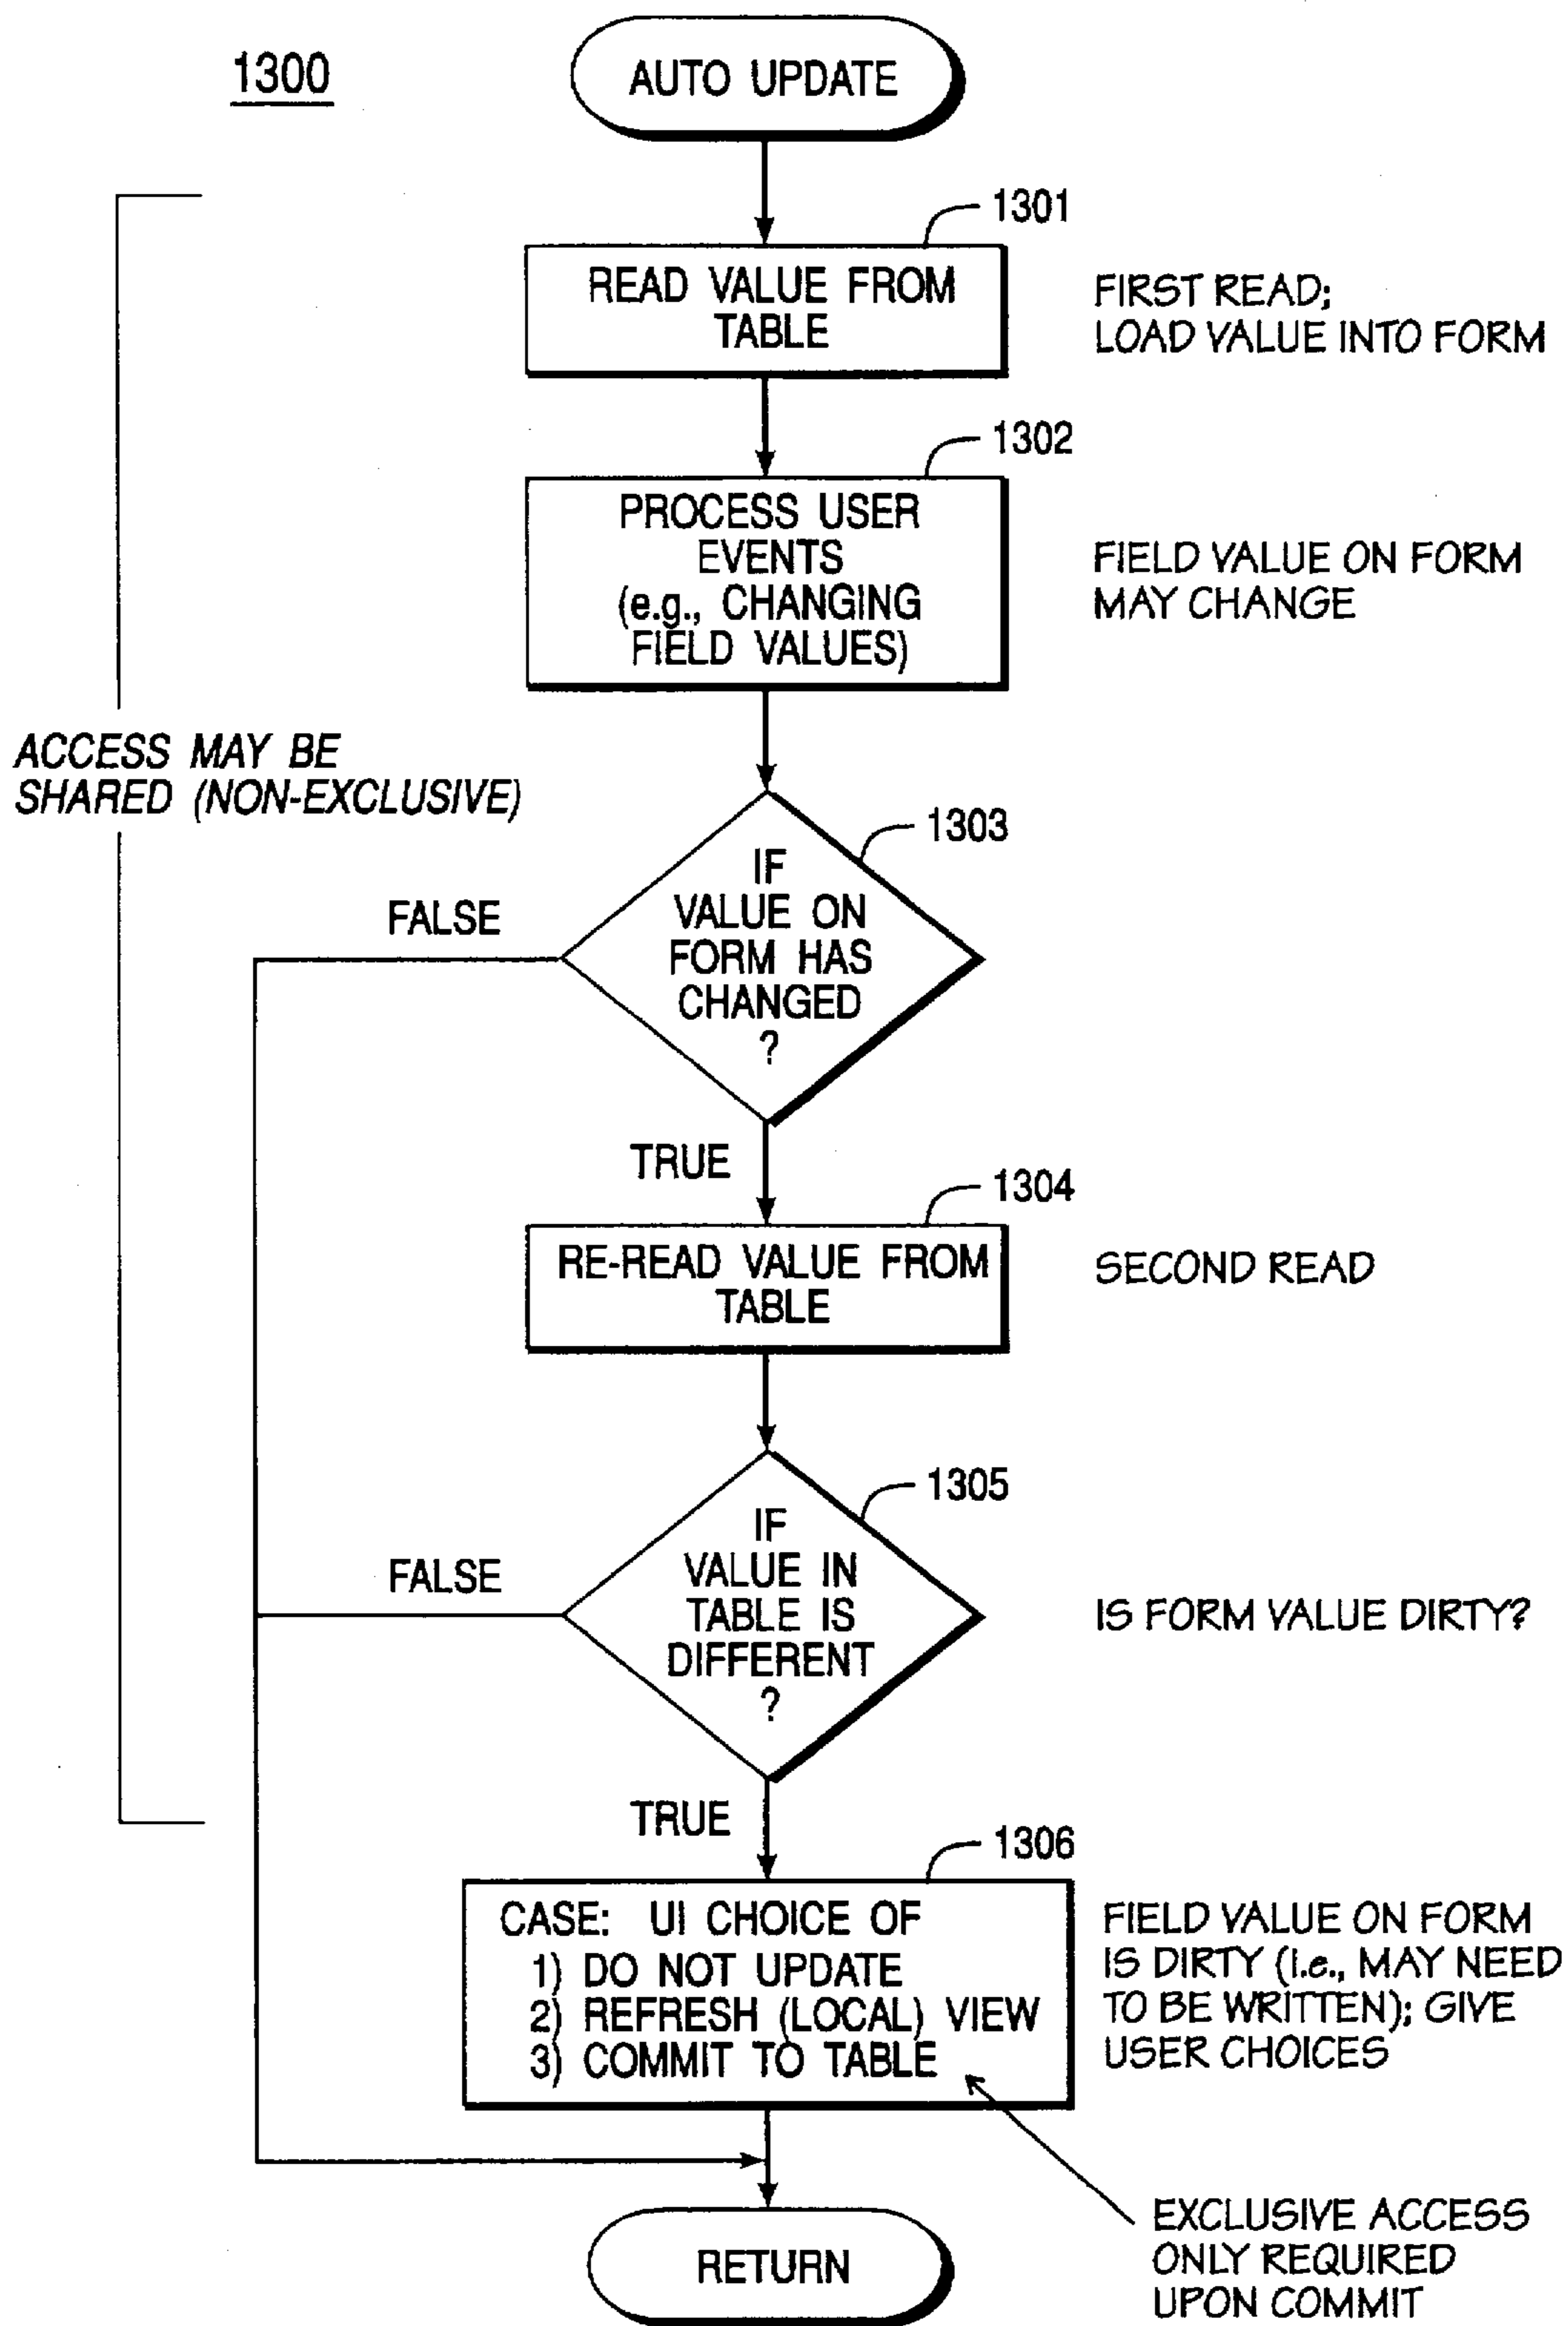 1300
AUTO UPDATE
1301
READ VALUE FROM
TABLE
FIRST READ;
LOAD VALUE INTO FORM
1302
PROCESS USER
EVENTS
(e.g., CHANGING
FIELD VALUES)
FIELD VALUE ON FORM
MAY CHANGE
ACCESS MAY BE
SHARED (NON-EXCLUSIVE)
1303
IF
VALUE ON
FORM HAS
CHANGED
?
FALSE
TRUE
1304
RE-READ VALUE FROM
TABLE
SECOND READ
1305
IF
VALUE IN
TABLE IS
DIFFERENT
?
FALSE
IS FORM VALUE DIRTY?
TRUE
1306
CASE: UI CHOICE OF
1) DO NOT UPDATE
2) REFRESH (LOCAL) VIEW
3) COMMIT TO TABLE
FIELD VALUE ON FORM
IS DIRTY (i.e., MAY NEED
TO BE WRITTEN); GIVE
USER CHOICES
EXCLUSIVE ACCESS
ONLY REQUIRED
UPON COMMIT
RETURN